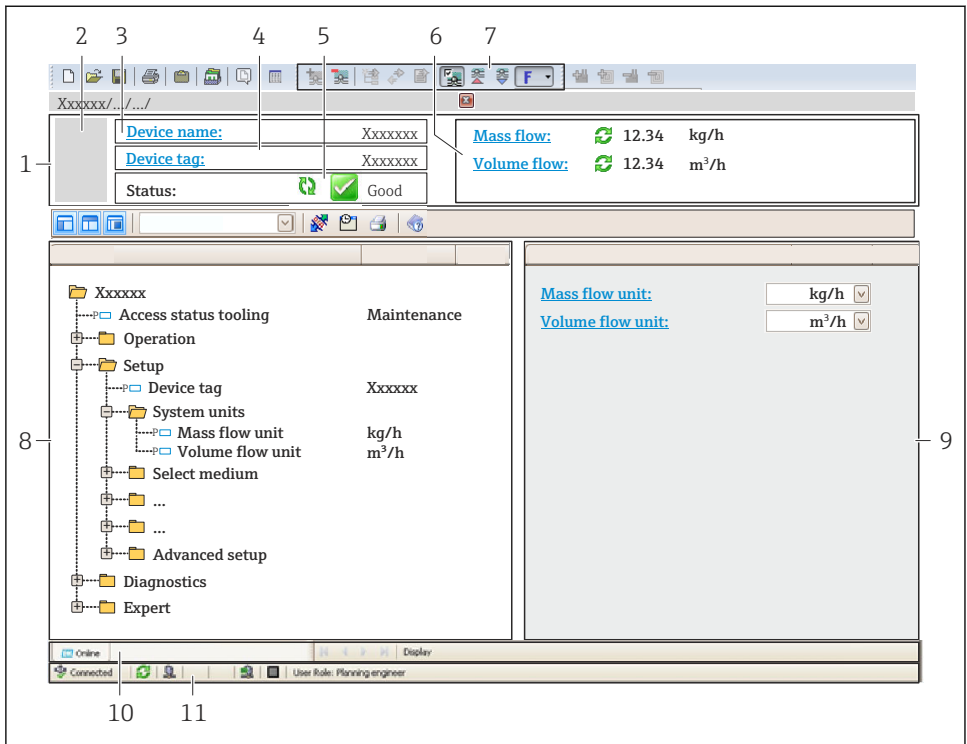 2 3 4 5 6 7
F
Xxxxxx/.../.../
1
Device name: Xxxxxxx
Device tag: Xxxxxxx
Status: Good
Mass flow: 12.34 kg/h
Volume flow: 12.34 m³/h
Xxxxxx
P Access status tooling Maintenance
Operation
Setup
P Device tag Xxxxxx
System units
P Mass flow unit kg/h
P Volume flow unit m³/h
Select medium
...
...
Advanced setup
Diagnostics
Expert
Mass flow unit: kg/h
Volume flow unit: m³/h
8
9
Online Display
Connected User Role: Planning engineer
10 11